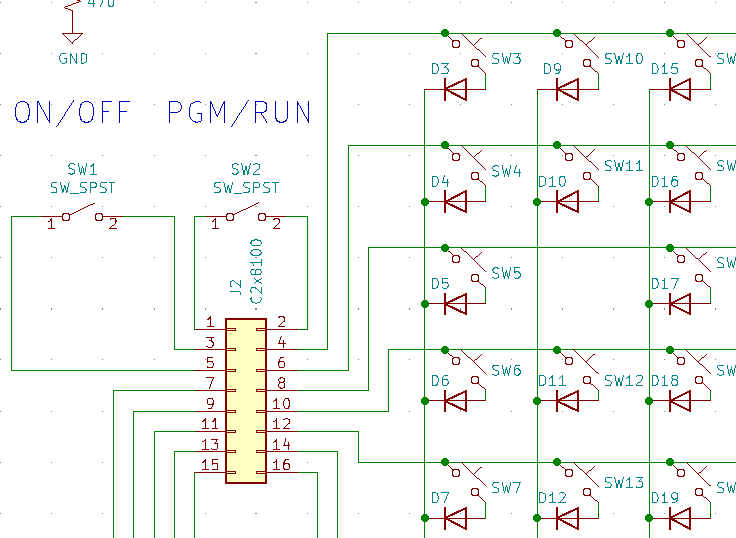 470
GND
ON/OFF PGM/RUN
SW1
SW_SPST
1 2
SW2
SW_SPST
1 2
J2
C2x8100
1 2
3 4
5 6
7 8
9 10
11 12
13 14
15 16
D3 SW3 D9 SW10 D15 SW
D4 SW4 D10 SW11 D16 SW
D5 SW5 D17 SW
D6 SW6 D11 SW12 D18 SW
D7 SW7 D12 SW13 D19 SW